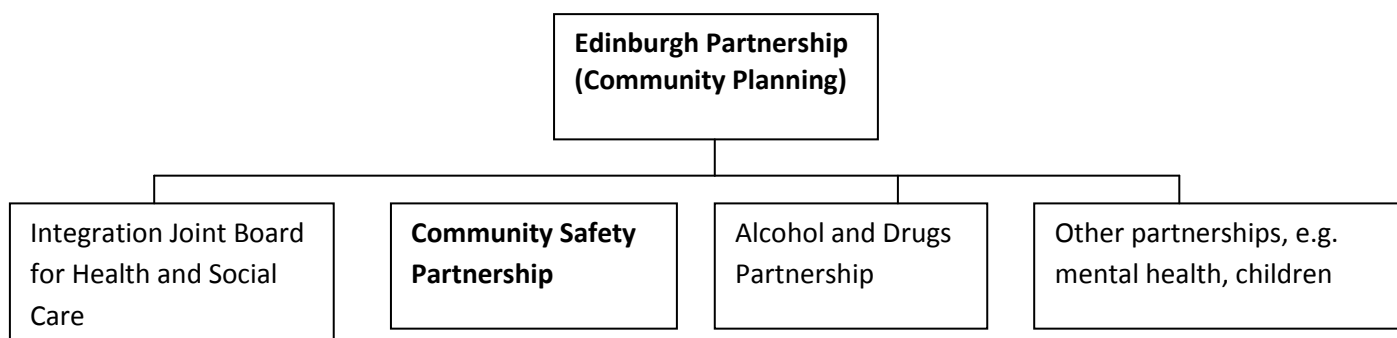 Edinburgh Partnership
(Community Planning)
Integration Joint Board
for Health and Social
Care
Community Safety
Partnership
Alcohol and Drugs
Partnership
Other partnerships, e.g.
mental health, children